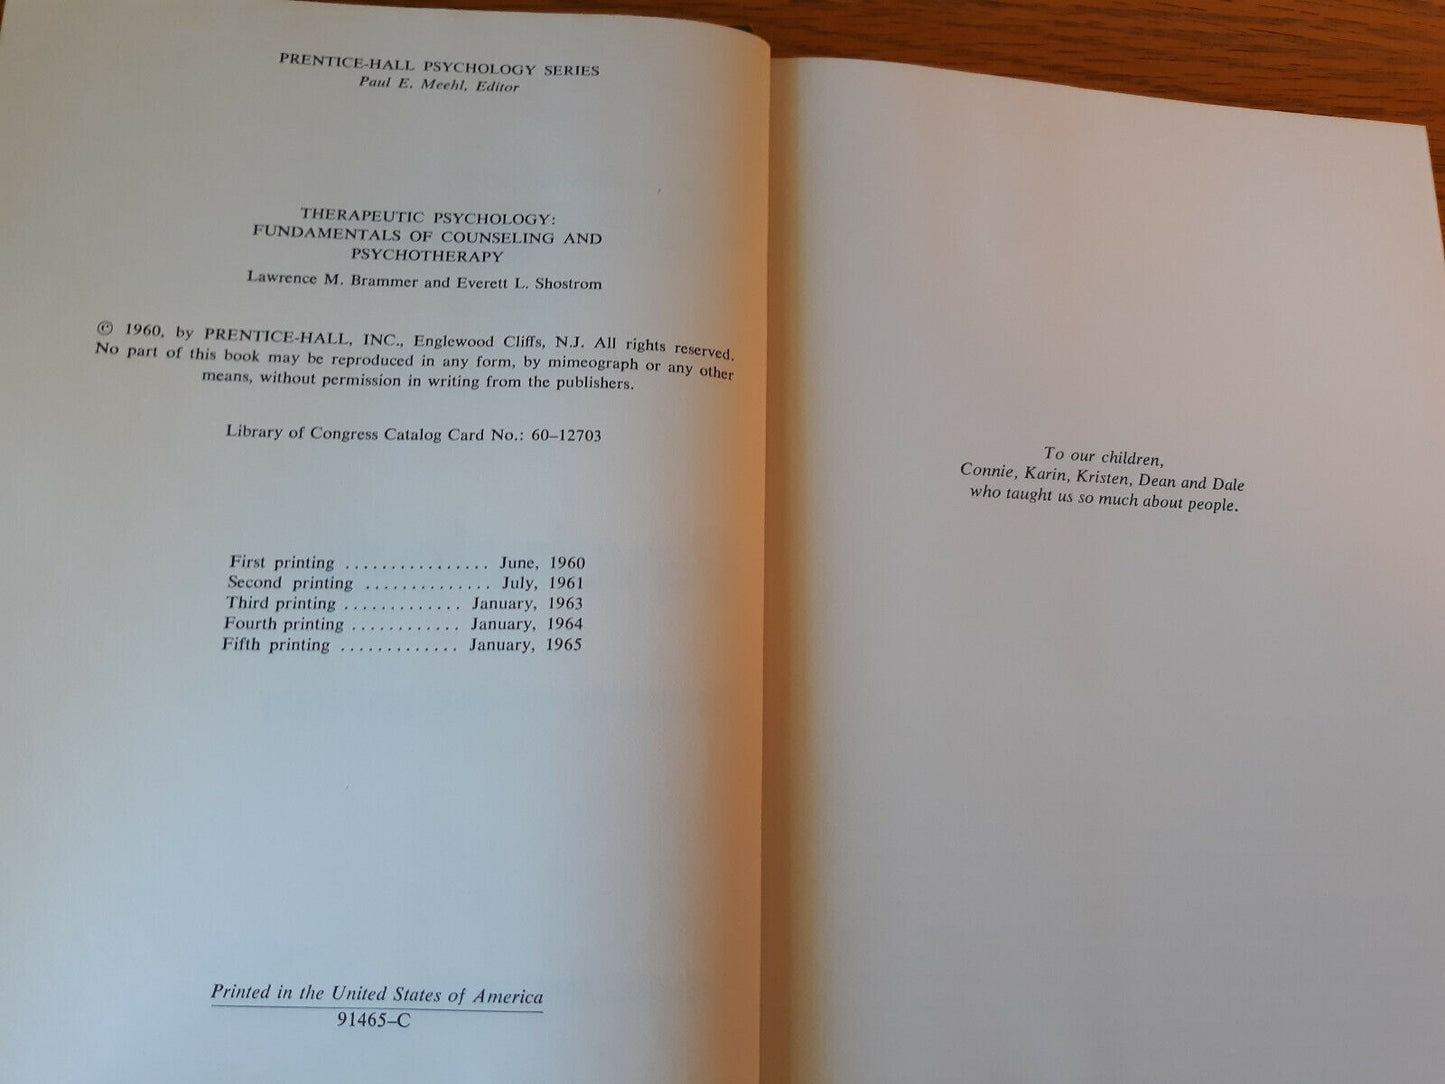 PRENTICE-HALL PSYCHOLOGY SERIES
Paul E. Meehl, Editor
THERAPEUTIC PSYCHOLOGY:
FUNDAMENTALS OF COUNSELING AND
PSYCHOTHERAPY
Lawrence M. Brammer and Everett L. Shostrom
© 1960, by PRENTICE-HALL, INC., Englewood Cliffs, N.J. All rights reserved.
No part of this book may be reproduced in any form, by mimeograph or any other
means, without permission in writing from the publishers.
Library of Congress Catalog Card No.: 60–12703
First printing ................ June, 1960
Second printing .............. July, 1961
Third printing ............. January, 1963
Fourth printing ............ January, 1964
Fifth printing ............. January, 1965
Printed in the United States of America
91465–C
To our children,
Connie, Karin, Kristen, Dean and Dale
who taught us so much about people.